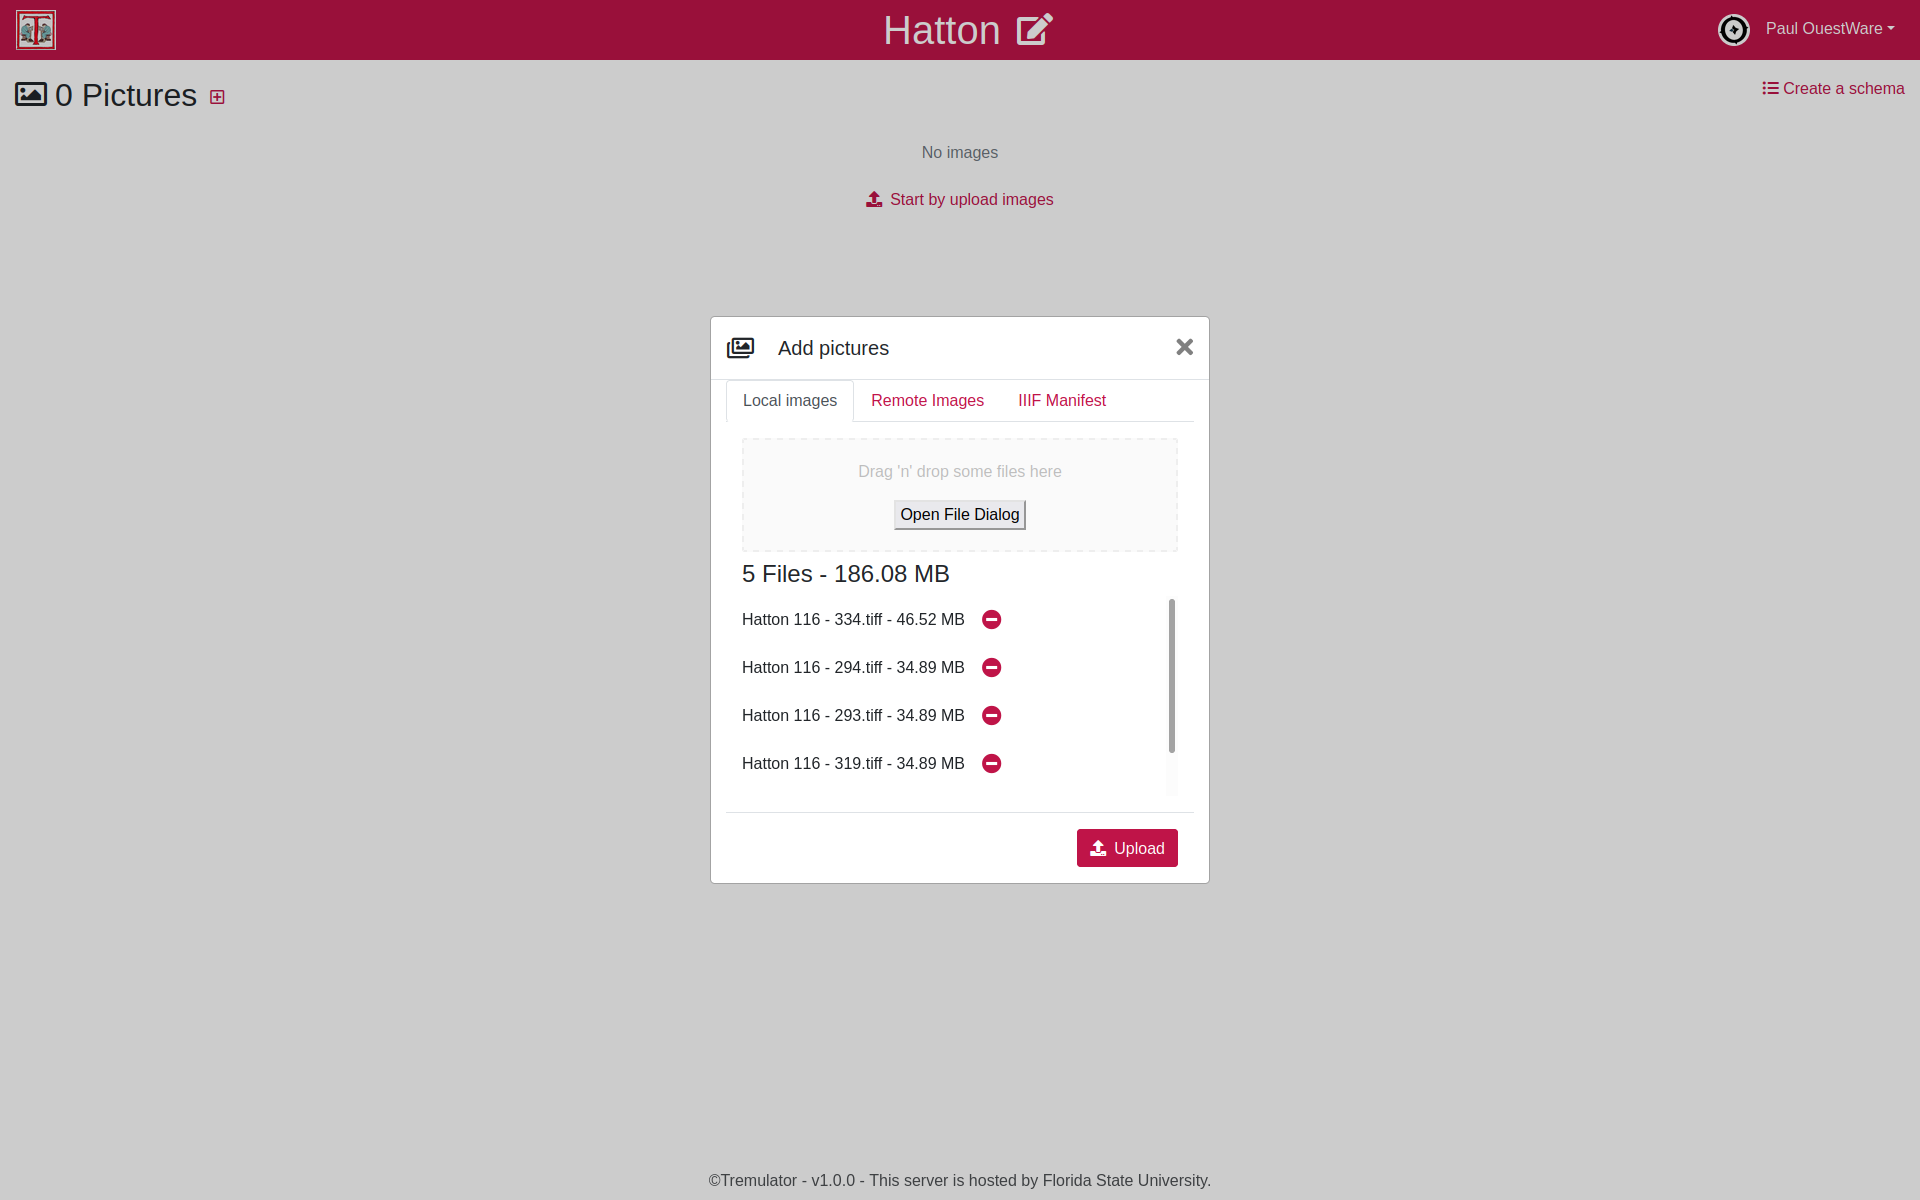 Hatton
Paul OuestWare
0 Pictures
Create a schema
No images
Start by upload images
Add pictures
Local images
Remote Images
IIIF Manifest
Drag 'n' drop some files here
Open File Dialog
5 Files - 186.08 MB
Hatton 116 - 334.tiff - 46.52 MB
Hatton 116 - 294.tiff - 34.89 MB
Hatton 116 - 293.tiff - 34.89 MB
Hatton 116 - 319.tiff - 34.89 MB
Upload
©Tremulator - v1.0.0 - This server is hosted by Florida State University.